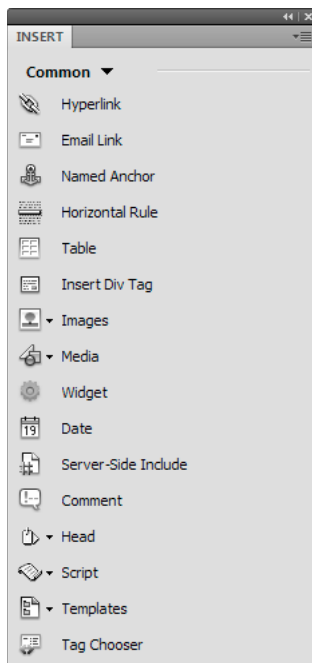 INSERT
Common
Hyperlink
Email Link
Named Anchor
Horizontal Rule
Table
Insert Div Tag
Images
Media
Widget
19 Date
Server-Side Include
Comment
Head
Script
Templates
Tag Chooser